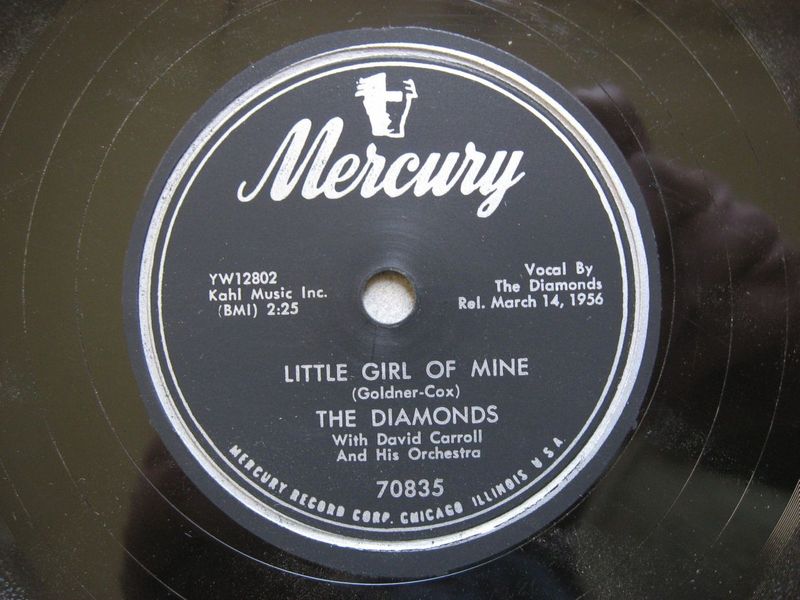 Mercury
YW12802
Kahl Music Inc.
(BMI) 2:25
Vocal By
The Diamonds
Rel. March 14, 1956
LITTLE GIRL OF MINE
(Goldner-Cox)
THE DIAMONDS
With David Carroll
And His Orchestra
70835
MERCURY RECORD CORP. CHICAGO ILLINOIS U.S.A.